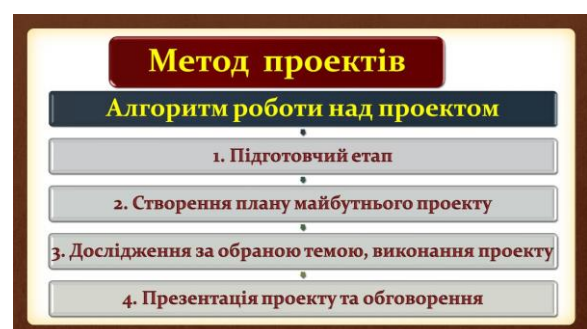 Метод проектів
Алгоритм роботи над проектом
1. Підготовчий етап
2. Створення плану майбутнього проекту
3. Дослідження за обраною темою, виконання проекту
4. Презентація проекту та обговорення